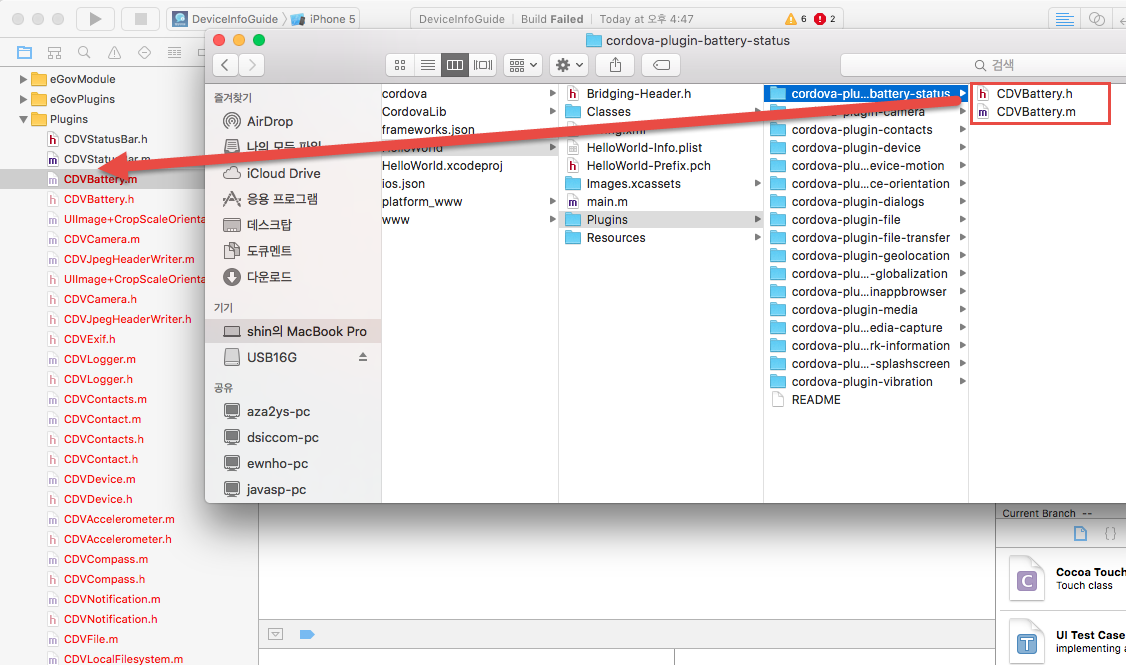 DeviceInfoGuide
iPhone 5
DeviceInfoGuide
Build Failed
Today at 오후 4:47
6
2
eGovModule
eGovPlugins
Plugins
CDVStatusBar.h
CDVStatusBar.m
CDVBattery.m
CDVBattery.h
UIImage+CropScaleOrienta
CDVCamera.m
CDVJpegHeaderWriter.m
UIImage+CropScaleOrienta
CDVCamera.h
CDVJpegHeaderWriter.h
CDVExif.h
CDVLogger.m
CDVLogger.h
CDVContacts.m
CDVContact.m
CDVContacts.h
CDVContact.h
CDVDevice.m
CDVDevice.h
CDVAccelerometer.m
CDVAccelerometer.h
CDVCompass.m
CDVCompass.h
CDVNotification.m
CDVNotification.h
CDVFile.m
CDVLocalFilesystem.m
cordova-plugin-battery-status
검색
즐겨찾기
AirDrop
나의 모든 파일
iCloud Drive
응용 프로그램
데스크탑
도큐멘트
다운로드
기기
shin의 MacBook Pro
USB16G
공유
aza2ys-pc
dsiccom-pc
ewnho-pc
javasp-pc
cordova
CordovaLib
frameworks.json
HelloWorld
HelloWorld.xcodeproj
ios.json
platform_www
www
Bridging-Header.h
Classes
HelloWorld-Info.plist
HelloWorld-Prefix.pch
Images.xcassets
main.m
Plugins
Resources
cordova-plu...battery-status
cordova-plugin-camera
cordova-plugin-contacts
cordova-plugin-device
cordova-plu...evice-motion
cordova-plu...ce-orientation
cordova-plugin-dialogs
cordova-plugin-file
cordova-plugin-file-transfer
cordova-plugin-geolocation
cordova-plu...-globalization
cordova-plu...inappbrowser
cordova-plugin-media
cordova-plu...edia-capture
cordova-plu...rk-information
cordova-plu...-splashscreen
cordova-plugin-vibration
README
CDVBattery.h
CDVBattery.m
Current Branch --
Cocoa Touch
Touch class
UI Test Case
implementing a